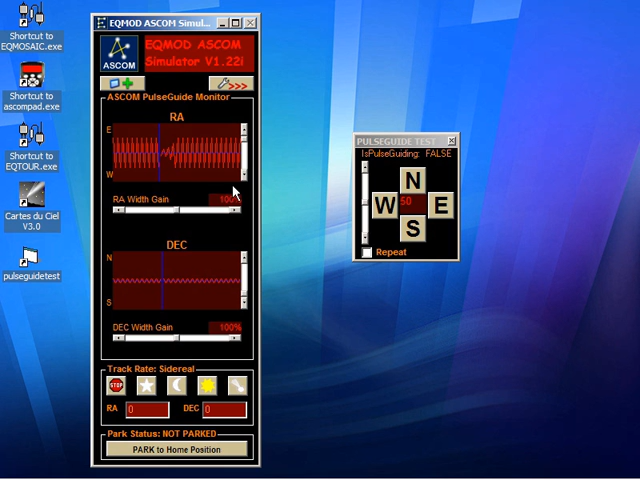 Shortcut to
EQMOSAIC.exe
Shortcut to
ascompad.exe
Shortcut to
EQTOUR.exe
Cartes du Ciel
V3.0
pulseguidetest
EQMOD ASCOM Simul...
ASCOM
EQMOD ASCOM
Simulator V1.22i
>>>
ASCOM PulseGuide Monitor
RA
E
W
RA Width Gain 100%
DEC
N
S
DEC Width Gain 100%
Track Rate: Sidereal
STOP
RA 0 DEC 0
Park Status: NOT PARKED
PARK to Home Position
PULSEGUIDE TEST
IsPulseGuiding: FALSE
N
W 50 E
S
Repeat